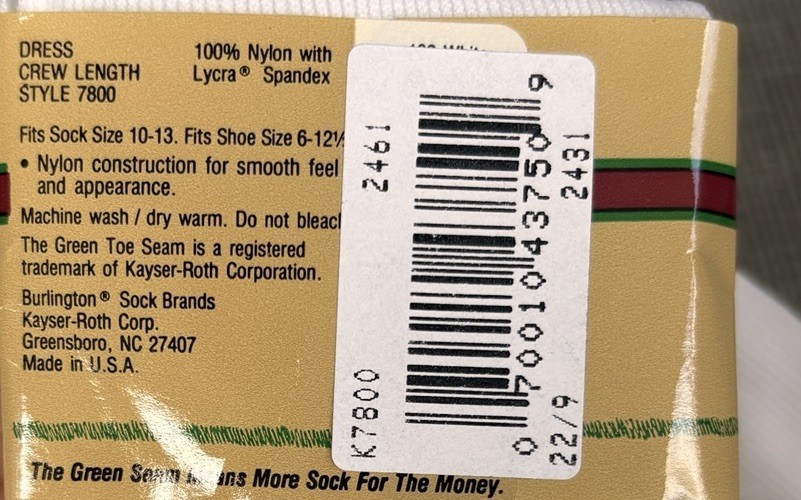 DRESS
CREW LENGTH
STYLE 7800
100% Nylon with
Lycra® Spandex
Fits Sock Size 10-13. Fits Shoe Size 6-12½
• Nylon construction for smooth feel
and appearance.
Machine wash / dry warm. Do not bleach
The Green Toe Seam is a registered
trademark of Kayser-Roth Corporation.
Burlington® Sock Brands
Kayser-Roth Corp.
Greensboro, NC 27407
Made in U.S.A.
The Green Seam Means More Sock For The Money.
K7800 2461
0 70010 43750 9
22/9 2431